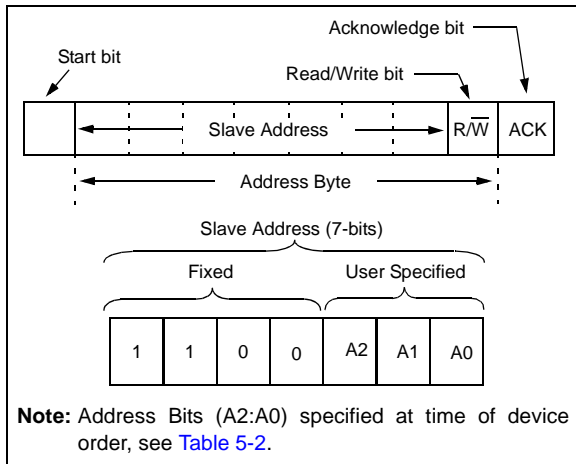 Acknowledge bit
Start bit
Read/Write bit
Slave Address
R/W̅
ACK
Address Byte
Slave Address (7-bits)
Fixed
User Specified
1 1 0 0 A2 A1 A0
Note: Address Bits (A2:A0) specified at time of device
order, see Table 5-2.